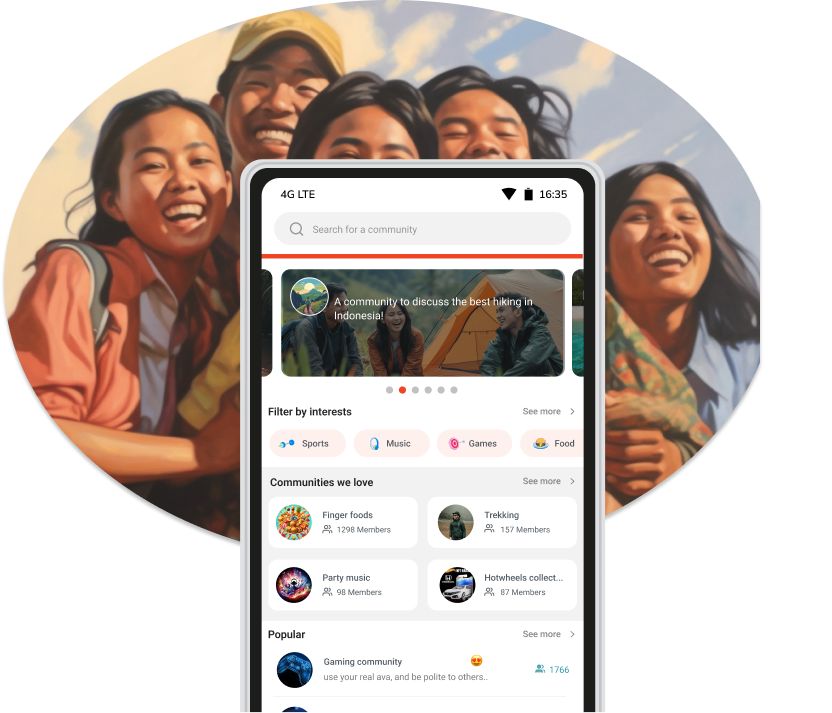 4G LTE 16:35
Search for a community
A community to discuss the best hiking in
Indonesia!
Filter by interests See more
Sports Music Games Food
Communities we love See more
Finger foods Trekking
1298 Members 157 Members
Party music Hotwheels collect...
98 Members 87 Members
Popular See more
Gaming community
use your real ava, and be polite to others.. 1766